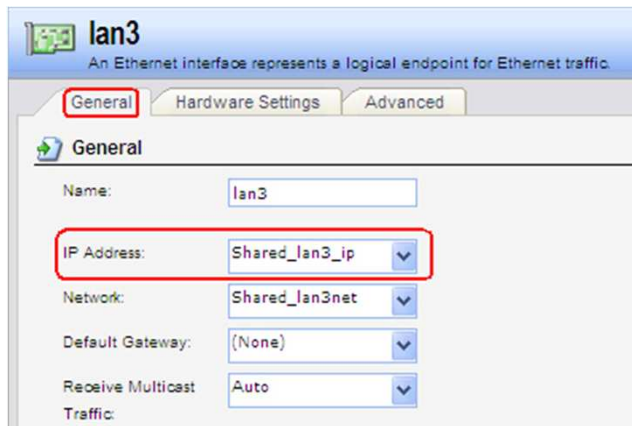 lan3
An Ethernet interface represents a logical endpoint for Ethernet traffic.
General Hardware Settings Advanced
General
Name: lan3
IP Address: Shared_lan3_ip
Network: Shared_lan3net
Default Gateway: (None)
Receive Multicast Auto
Traffic: